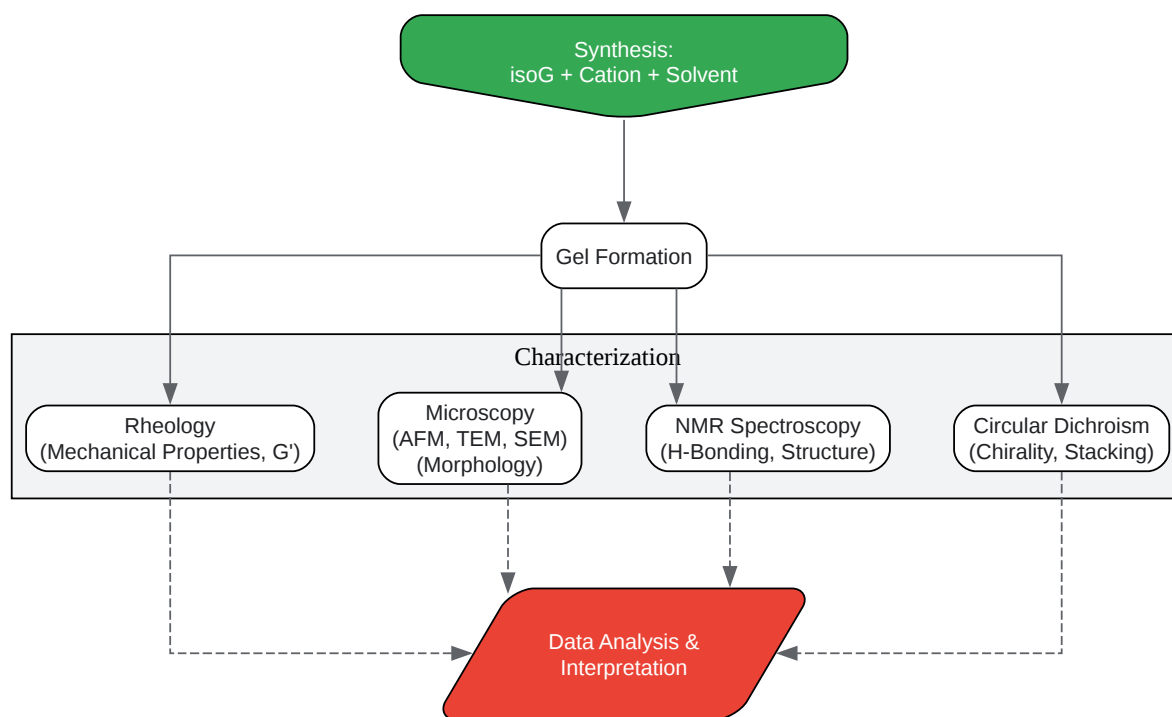 Synthesis:
isoG + Cation + Solvent
Gel Formation
Characterization
Rheology
(Mechanical Properties, G')
Microscopy
(AFM, TEM, SEM)
(Morphology)
NMR Spectroscopy
(H-Bonding, Structure)
Circular Dichroism
(Chirality, Stacking)
Data Analysis &
Interpretation